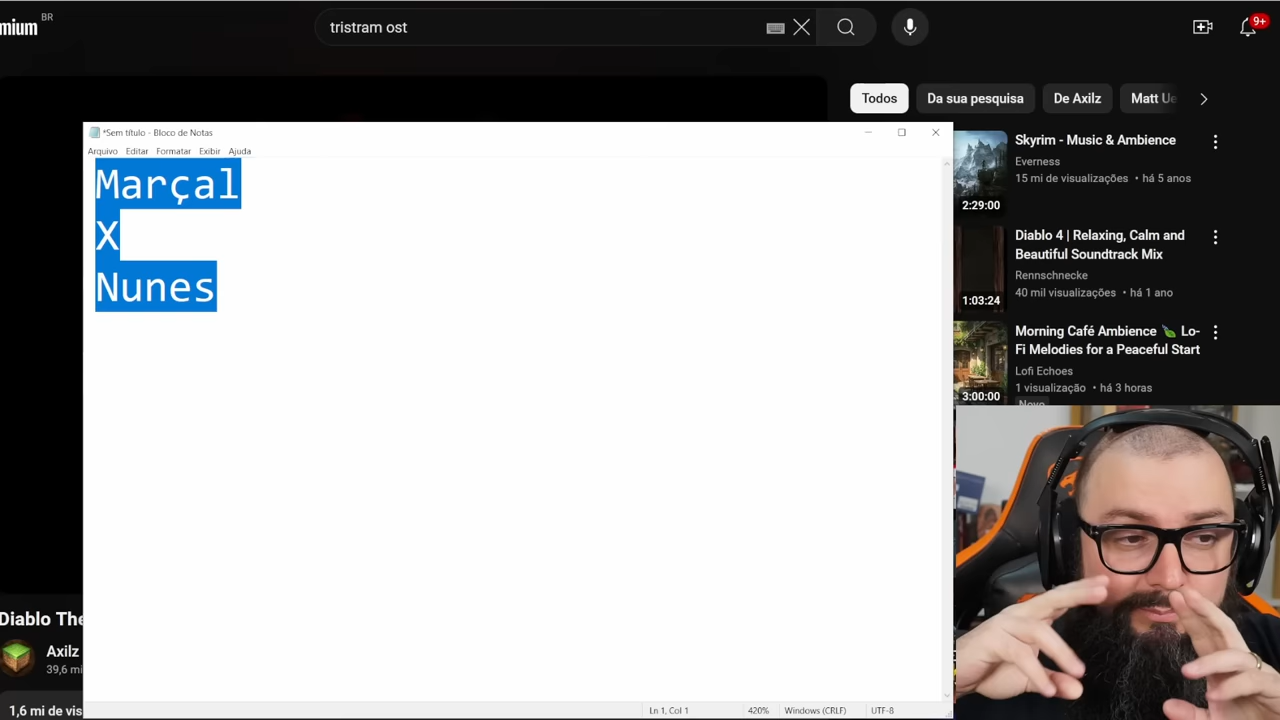 mium BR
tristram ost
9+
Todos
Da sua pesquisa
De Axilz
Matt Ue
*Sem título - Bloco de Notas
Arquivo Editar Formatar Exibir Ajuda
Marçal
X
Nunes
Ln 1, Col 1
420%
Windows (CRLF)
UTF-8
Skyrim - Music & Ambience
Everness
15 mi de visualizações • há 5 anos
2:29:00
Diablo 4 | Relaxing, Calm and
Beautiful Soundtrack Mix
Rennschnecke
40 mil visualizações • há 1 ano
1:03:24
Morning Café Ambience 🍃 Lo-
Fi Melodies for a Peaceful Start
Lofi Echoes
1 visualização • há 3 horas
3:00:00
Novo
Diablo The
Axilz
39,6 mi
1,6 mi de vis